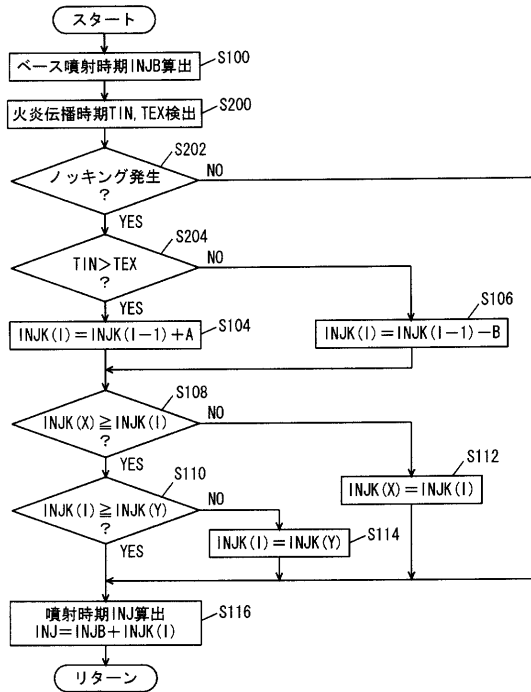 スタート
ベース噴射時期INJB算出
S100
火炎伝播時期TIN,TEX検出
S200
ノッキング発生
?
S202
NO
YES
TIN>TEX
?
S204
NO
YES
INJK(I)=INJK(I-1)+A
S104
INJK(I)=INJK(I-1)-B
S106
INJK(X)≧INJK(I)
?
S108
NO
YES
INJK(X)=INJK(I)
S112
INJK(I)≧INJK(Y)
?
S110
NO
YES
INJK(I)=INJK(Y)
S114
噴射時期INJ算出
INJ=INJB+INJK(I)
S116
リターン